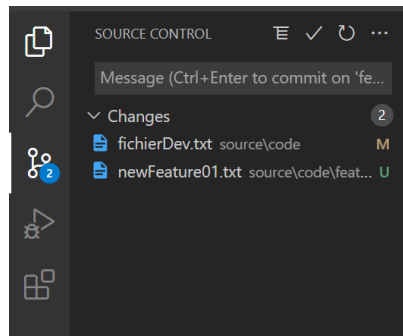 SOURCE CONTROL
Message (Ctrl+Enter to commit on 'fe...
Changes 2
fichierDev.txt source\code M
newFeature01.txt source\code\feat... U
2